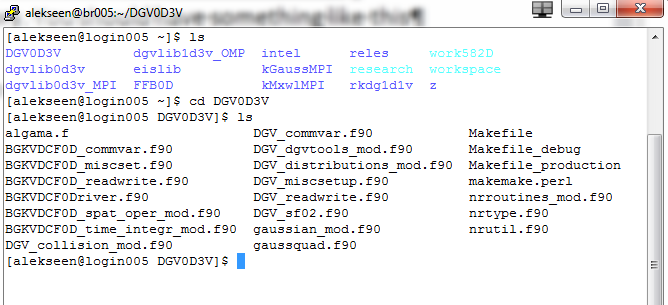 alekseen@br005:~/DGV0D3V
[alekseen@login005 ~]$ ls
DGV0D3V dgvlib1d3v_OMP intel reles work582D
dgvlib0d3v eislib kGaussMPI research workspace
dgvlib0d3v_MPI FFB0D kMxwlMPI rkdg1d1v z
[alekseen@login005 ~]$ cd DGV0D3V
[alekseen@login005 DGV0D3V]$ ls
algama.f DGV_commvar.f90 Makefile
BGKVDCF0D_commvar.f90 DGV_dgvtools_mod.f90 Makefile_debug
BGKVDCF0D_miscset.f90 DGV_distributions_mod.f90 Makefile_production
BGKVDCF0D_readwrite.f90 DGV_miscsetup.f90 makemake.perl
BGKVDCF0Driver.f90 DGV_readwrite.f90 nrroutines_mod.f90
BGKVDCF0D_spat_oper_mod.f90 DGV_sf02.f90 nrtype.f90
BGKVDCF0D_time_integr_mod.f90 gaussian_mod.f90 nrutil.f90
DGV_collision_mod.f90 gaussquad.f90
[alekseen@login005 DGV0D3V]$